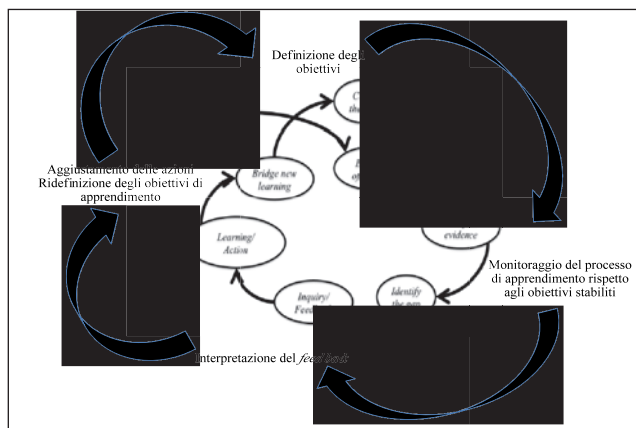 Definizione degli
obiettivi
Aggiustamento delle azioni
Ridefinizione degli obiettivi di
apprendimento
Bridge new
learning
Learning/
Action
evidence
Inquiry/
Identify
Monitoraggio del processo
di apprendimento rispetto
agli obiettivi stabiliti
Interpretazione del feedback